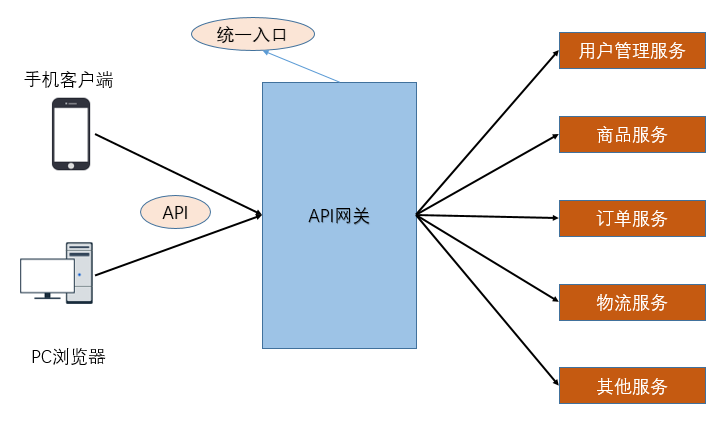 统一入口
手机客户端
API
PC浏览器
API网关
用户管理服务
商品服务
订单服务
物流服务
其他服务